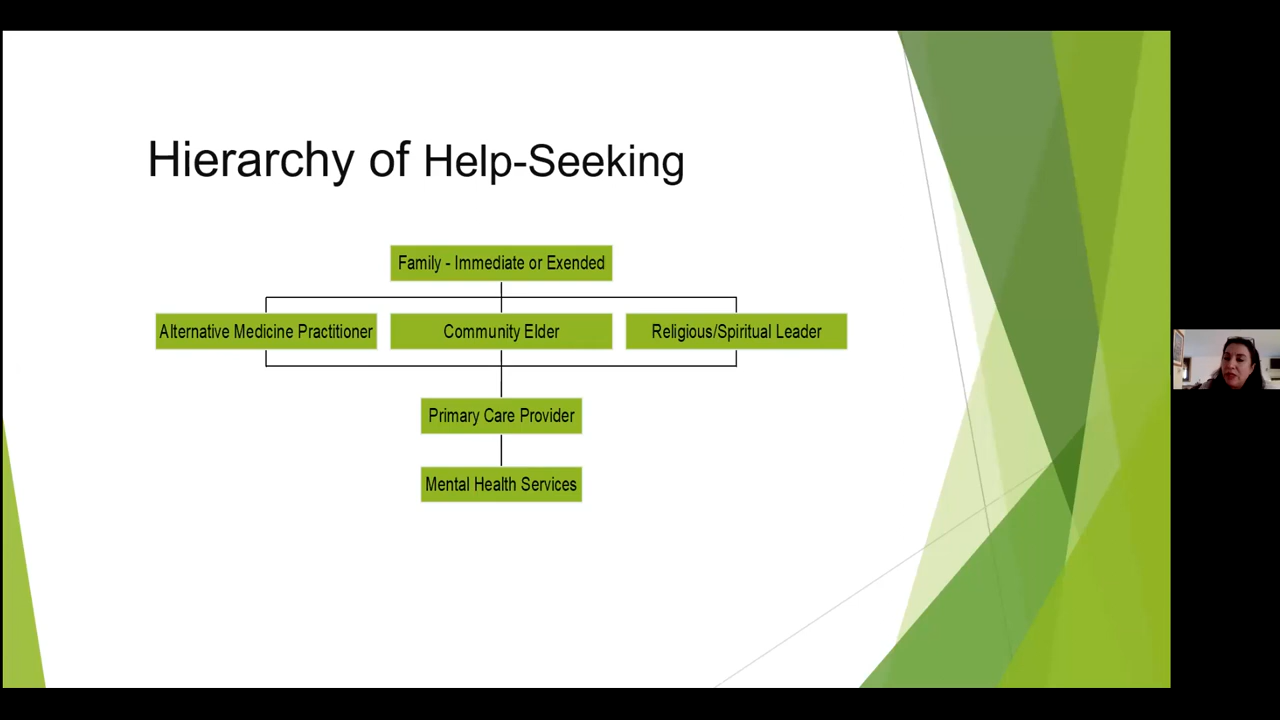 Hierarchy of Help-Seeking
Family - Immediate or Exended
Alternative Medicine Practitioner
Community Elder
Religious/Spiritual Leader
Primary Care Provider
Mental Health Services